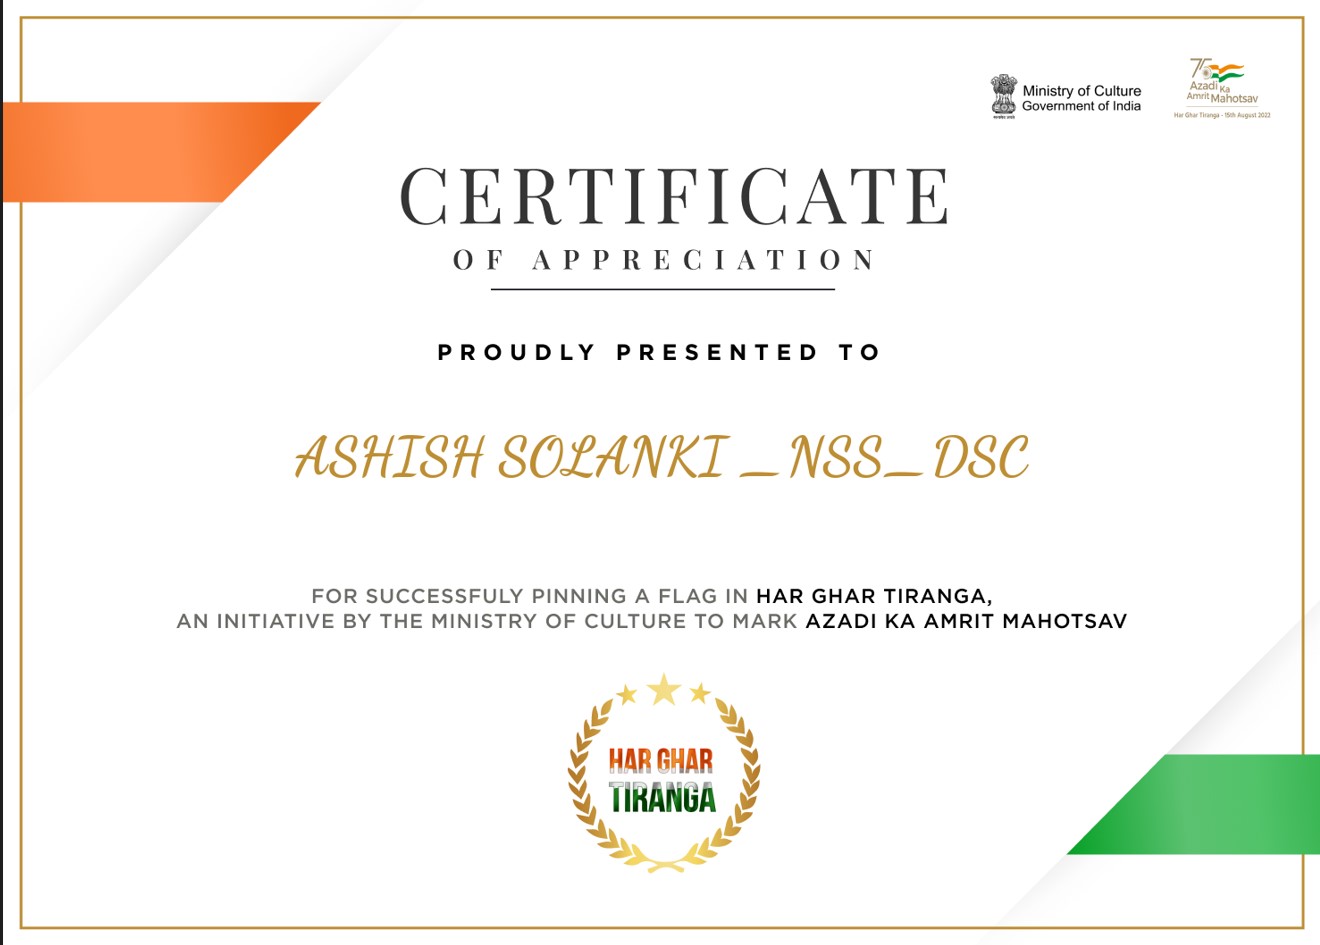 Ministry of Culture
Government of India
75
Azadi Ka
Amrit Mahotsav
Har Ghar Tiranga - 15th August 2022
CERTIFICATE
OF APPRECIATION
PROUDLY PRESENTED TO
ASHISH SOLANKI _NSS_DSC
FOR SUCCESSFULY PINNING A FLAG IN HAR GHAR TIRANGA,
AN INITIATIVE BY THE MINISTRY OF CULTURE TO MARK AZADI KA AMRIT MAHOTSAV
HAR GHAR
TIRANGA